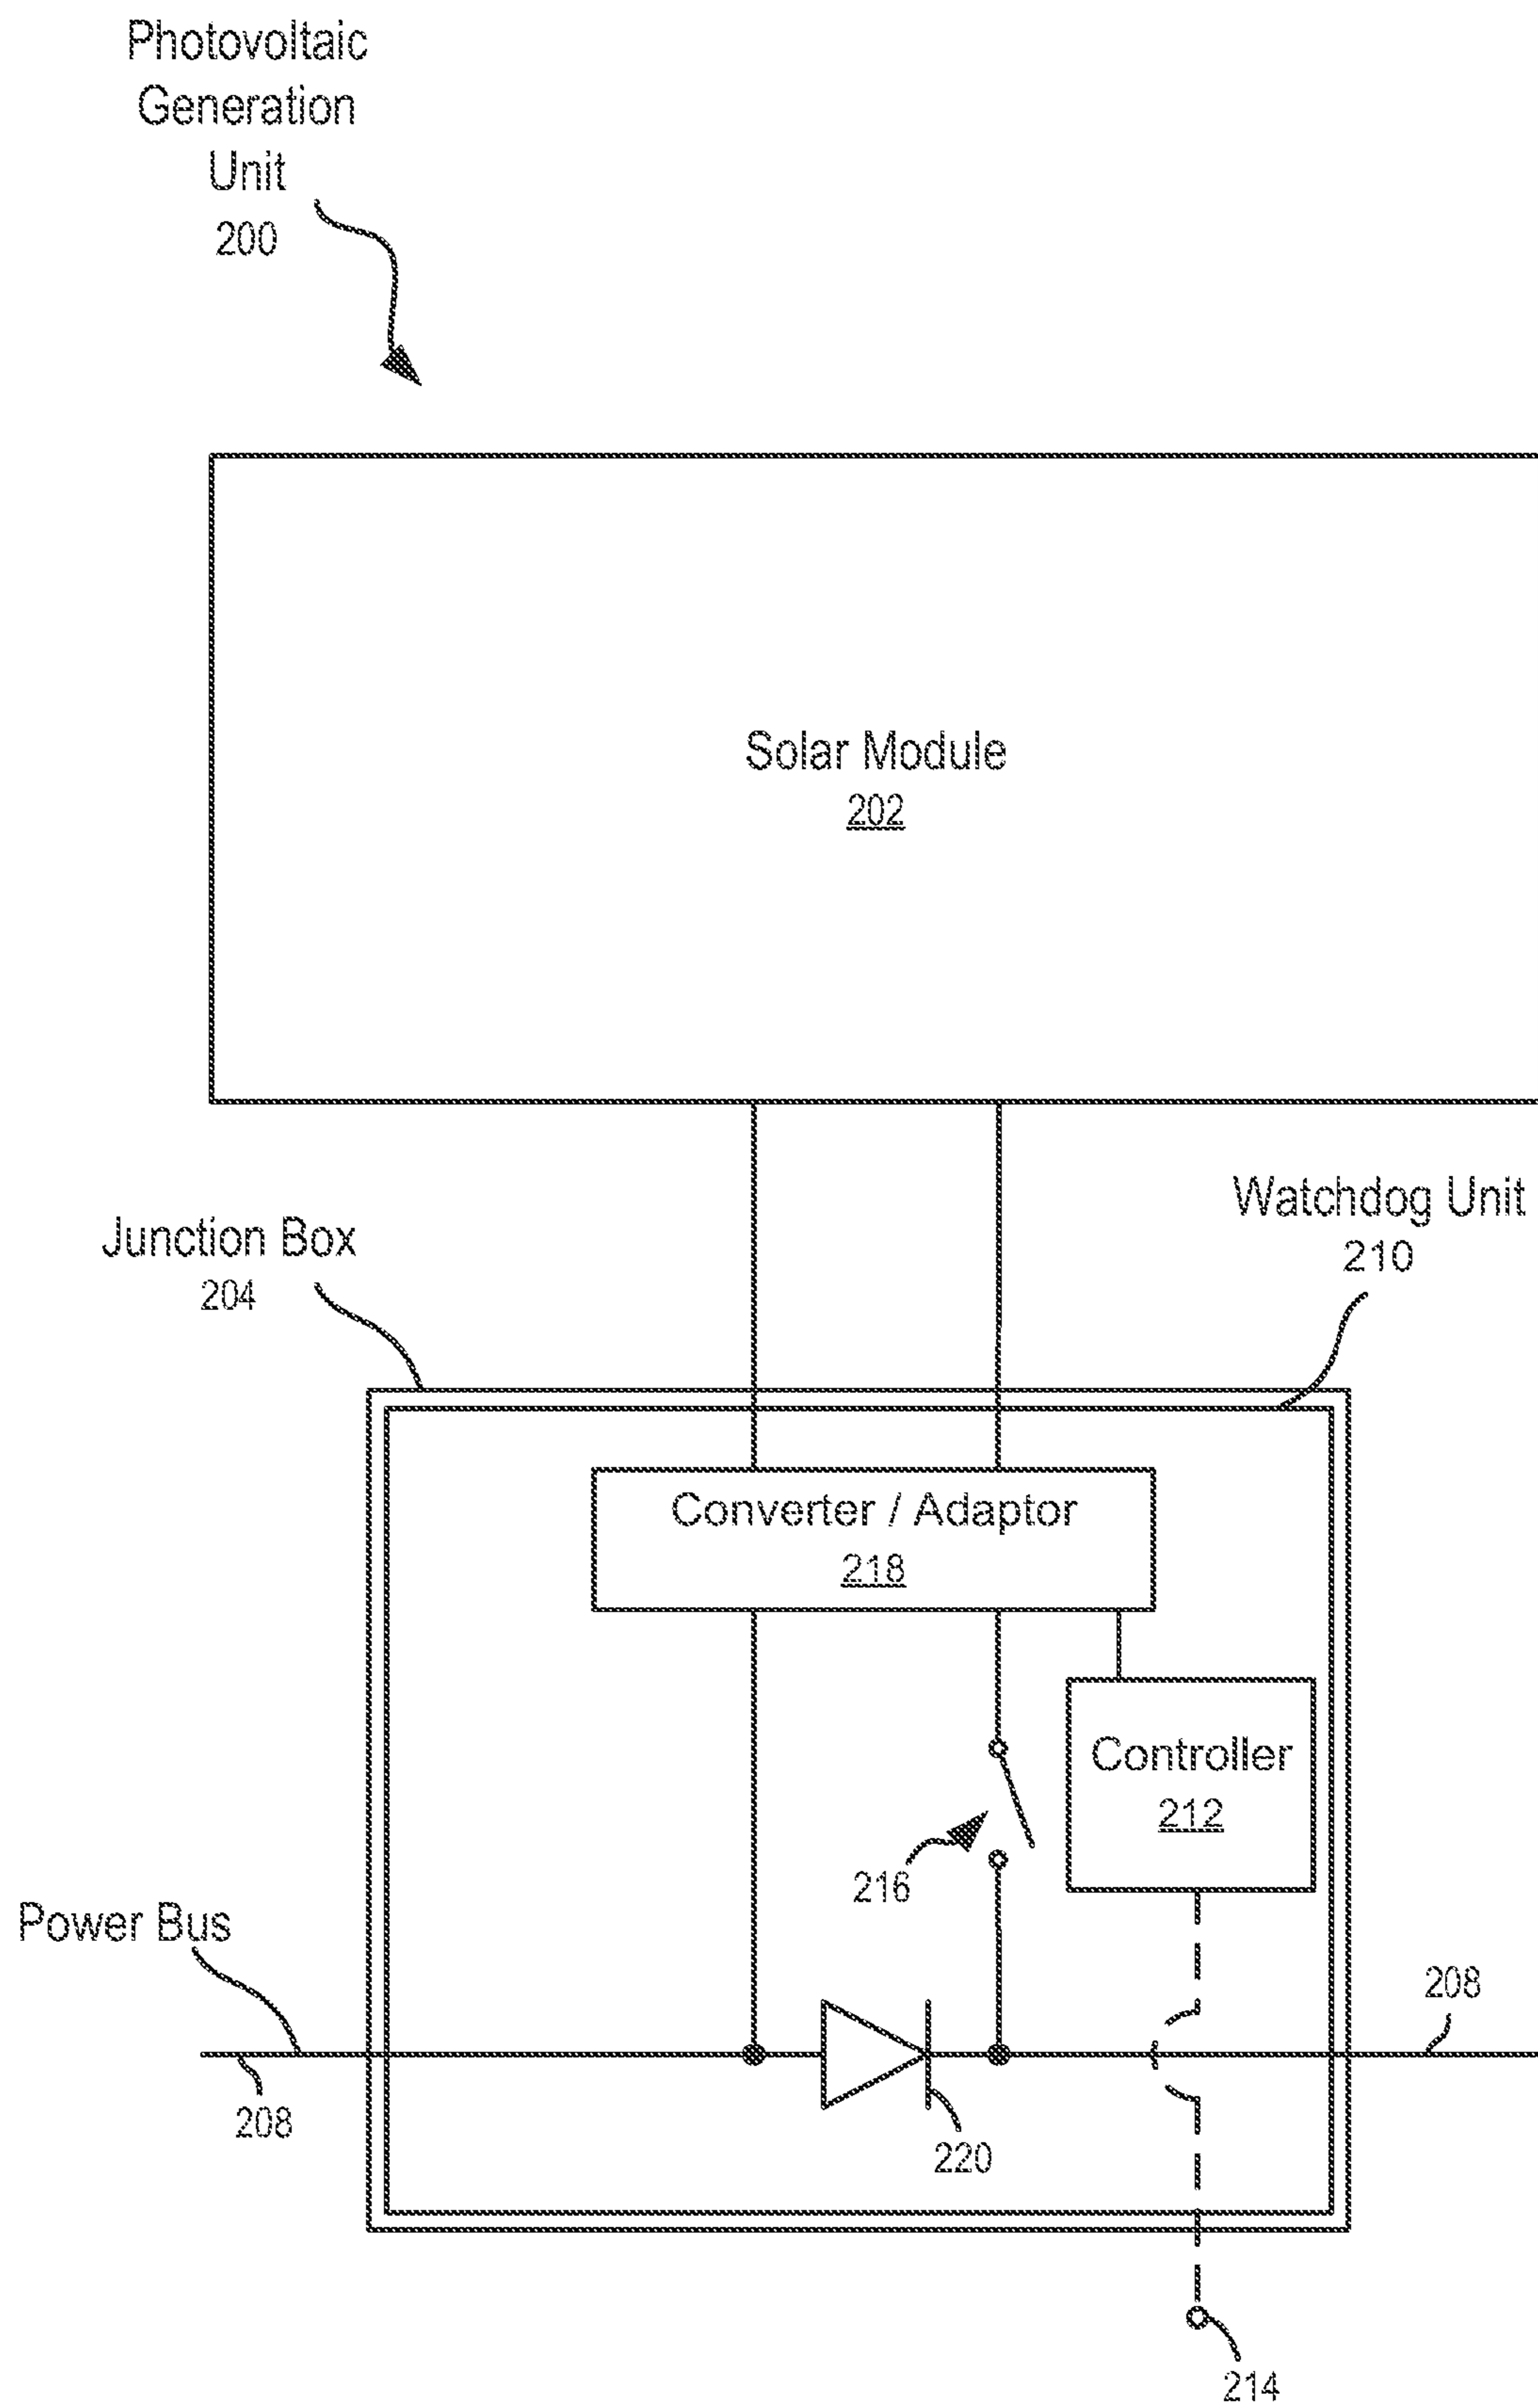 Photovoltaic
Generation
Unit
200
Solar Module
202
Watchdog Unit
210
Junction Box
204
Converter / Adaptor
218
Controller
212
216
Power Bus
208
208
220
214